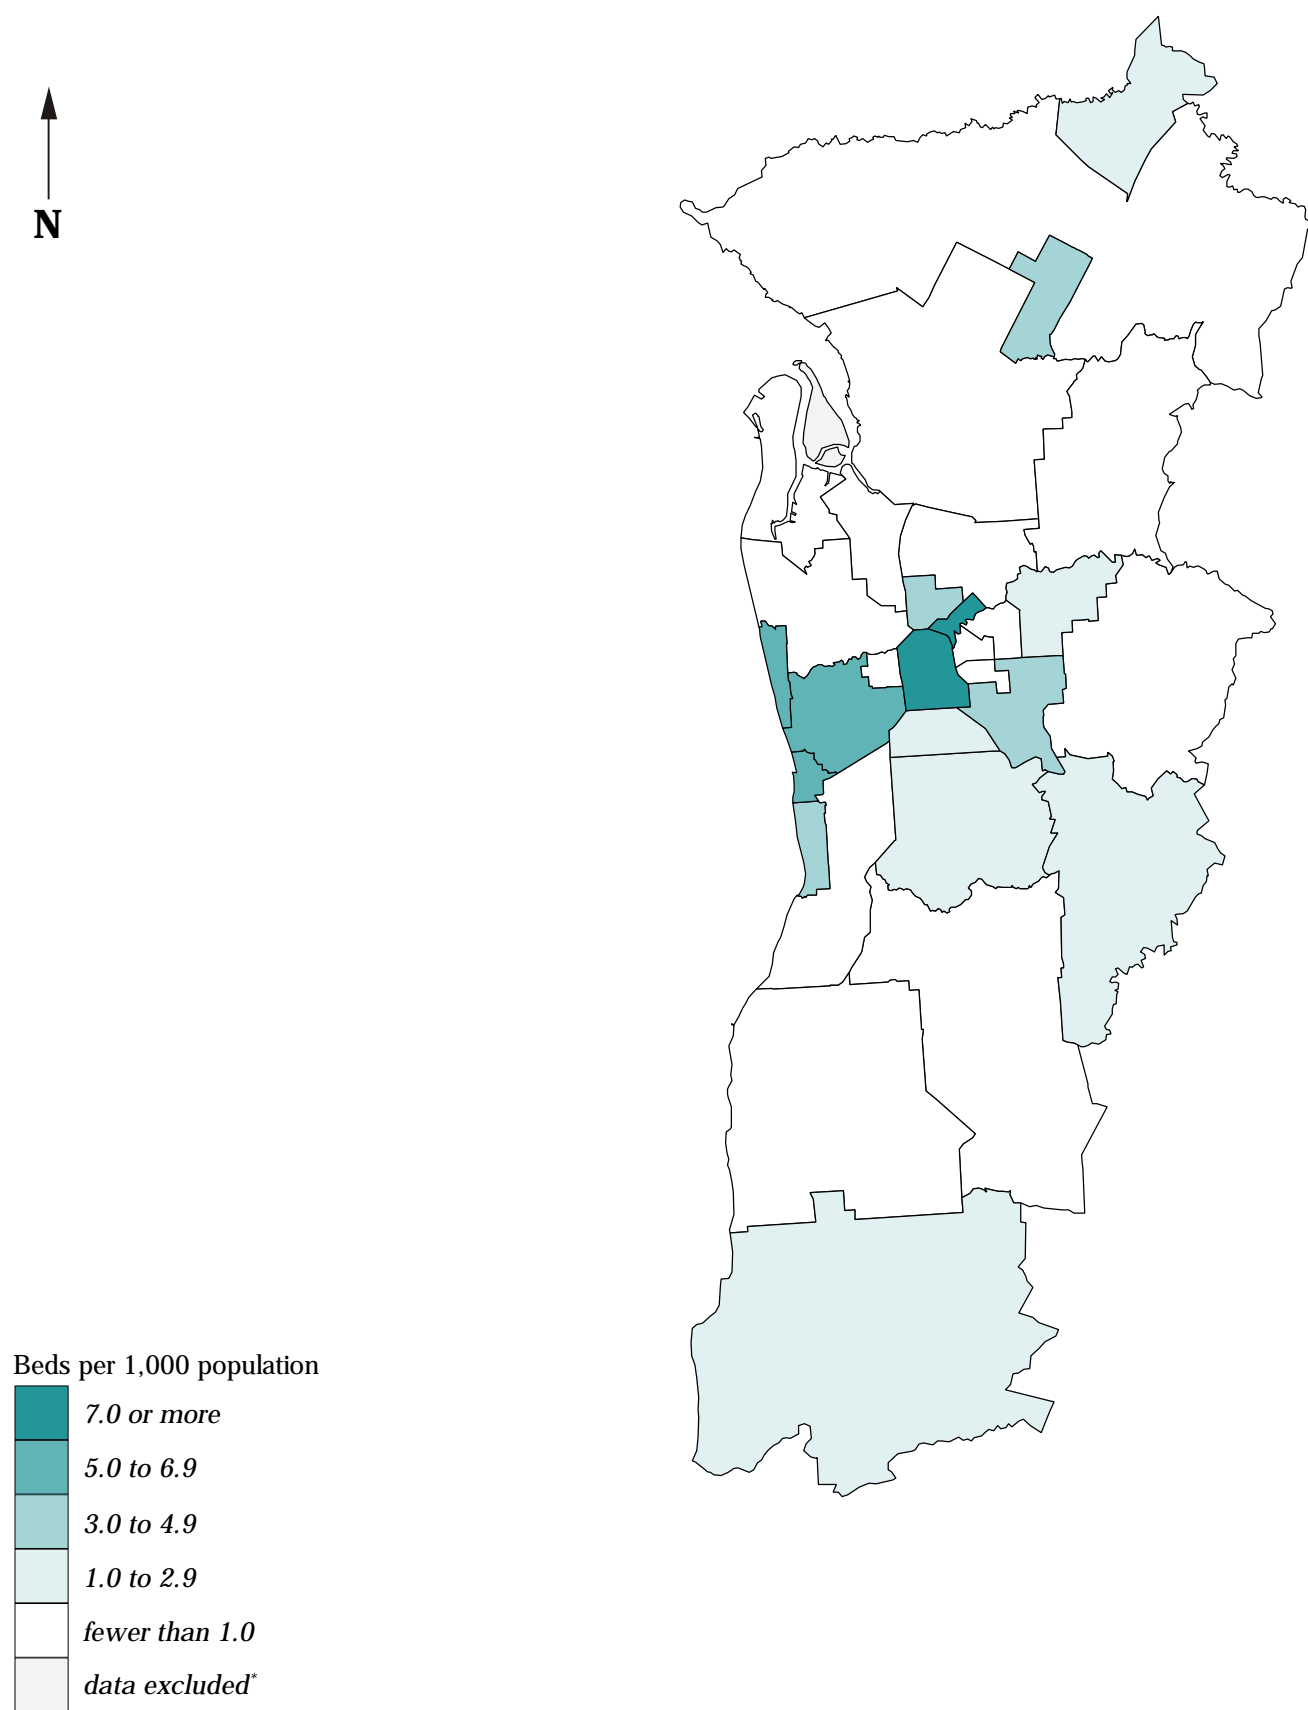 N
Beds per 1,000 population
7.0 or more
5.0 to 6.9
3.0 to 4.9
1.0 to 2.9
fewer than 1.0
data excluded*